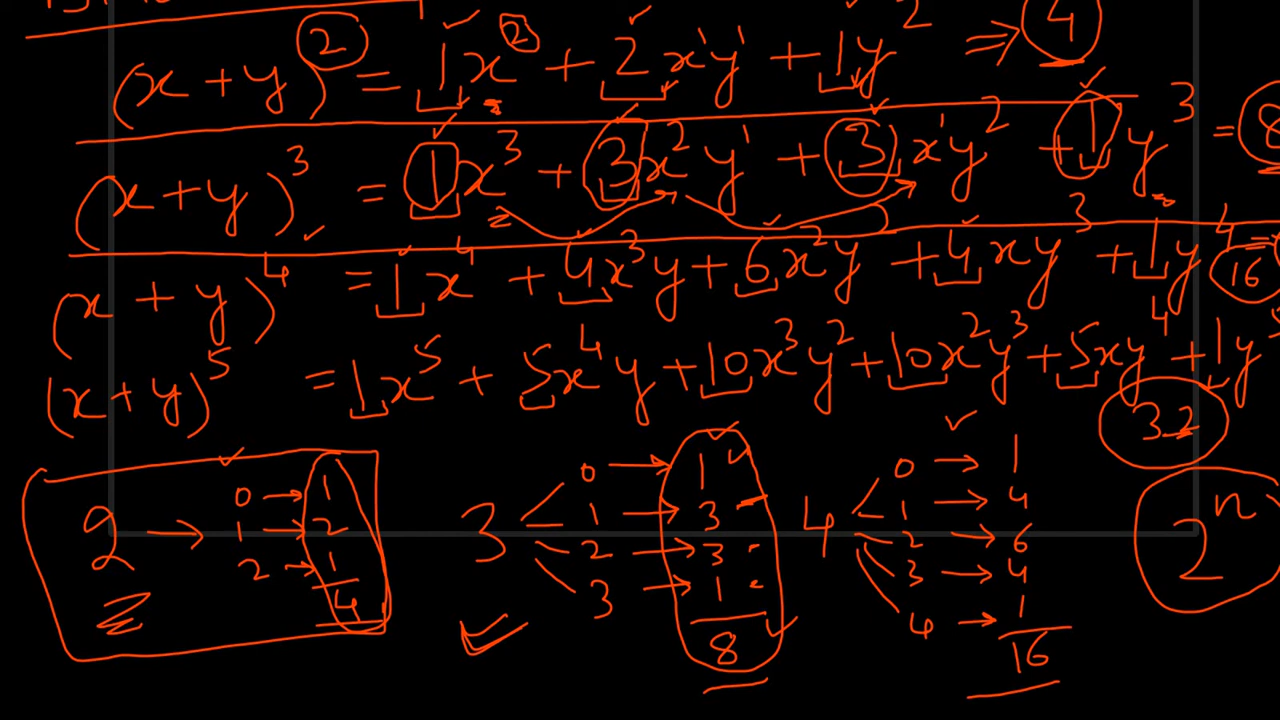 (x + y)² = 1x² + 2x¹y¹ + 1y² ⇒ 4
(x + y)³ = 1x³ + 3x²y¹ + 3x¹y² + 1y³ = 8
(x + y)⁴ = 1x⁴ + 4x³y + 6x²y + 4xy³ + 1y⁴ = 16
(x + y)⁵ = 1x⁵ + 5x⁴y + 10x³y² + 10x²y³ + 5xy⁴ + 1y⁵
32
2ⁿ
2 → 0 → 1
1 → 2
2 → 1
4
3 0 → 1
1 → 3
2 → 3
3 → 1
8
4 0 → 1
1 → 4
2 → 6
3 → 4
4 → 1
16